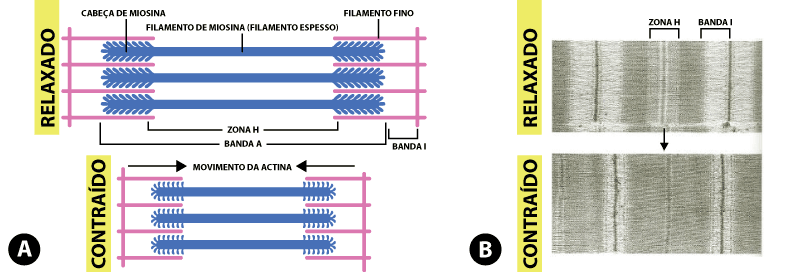 RELAXADO
CABEÇA DE MIOSINA
FILAMENTO DE MIOSINA (FILAMENTO ESPESSO)
FILAMENTO FINO
ZONA H
BANDA A
BANDA I
CONTRAÍDO
MOVIMENTO DA ACTINA
A
RELAXADO
ZONA H
BANDA I
CONTRAÍDO
B